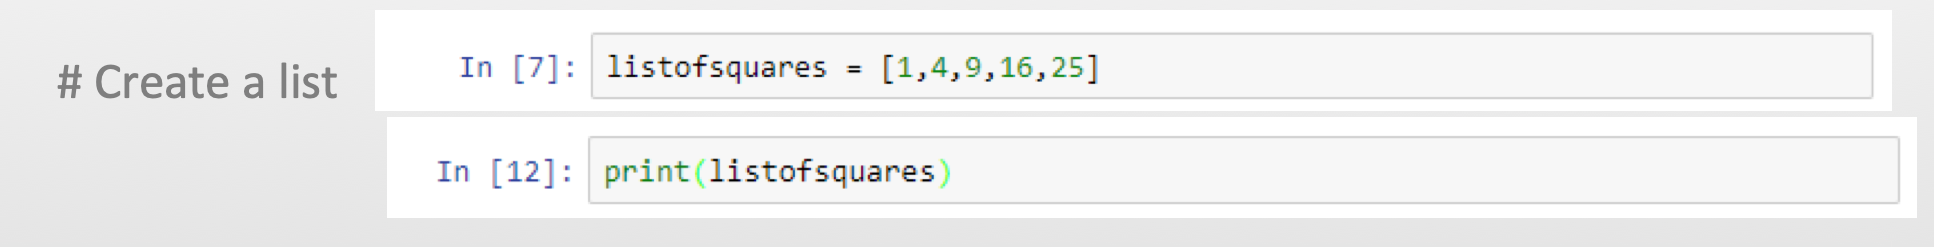 # Create a list
In [7]: listofsquares = [1,4,9,16,25]
In [12]: print(listofsquares)